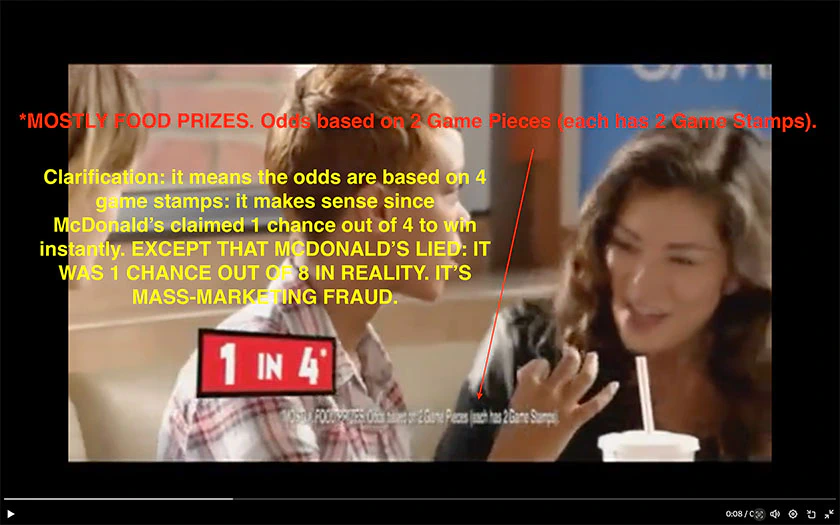 GAME
*MOSTLY FOOD PRIZES. Odds based on 2 Game Pieces (each has 2 Game Stamps).
Clarification: it means the odds are based on 4
game stamps: it makes sense since
McDonald's claimed 1 chance out of 4 to win
instantly. EXCEPT THAT MCDONALD'S LIED: IT
WAS 1 CHANCE OUT OF 8 IN REALITY. IT'S
MASS-MARKETING FRAUD.
1 IN 4*
*MOSTLY FOOD PRIZES. Odds based on 2 Game Pieces (each has 2 Game Stamps).
0:08 / 0